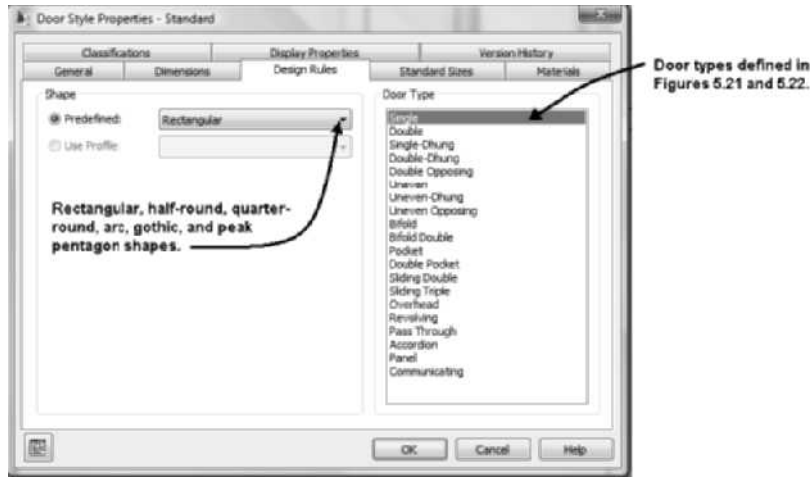 Door Style Properties - Standard
Classifications Display Properties Version History
General Dimensions Design Rules Standard Sizes Materials
Shape
Predefined: Rectangular
Use Profile:
Rectangular, half-round, quarter-
round, arc, gothic, and peak
pentagon shapes.
Door Type
Single
Double
Single-Dhung
Double-Dhung
Double Opposing
Uneven
Uneven-Dhung
Uneven Opposing
Bifold
Bifold Double
Pocket
Double Pocket
Sliding Double
Sliding Triple
Overhead
Revolving
Pass Through
Accordion
Panel
Communicating
Door types defined in
Figures 5.21 and 5.22.
OK Cancel Help